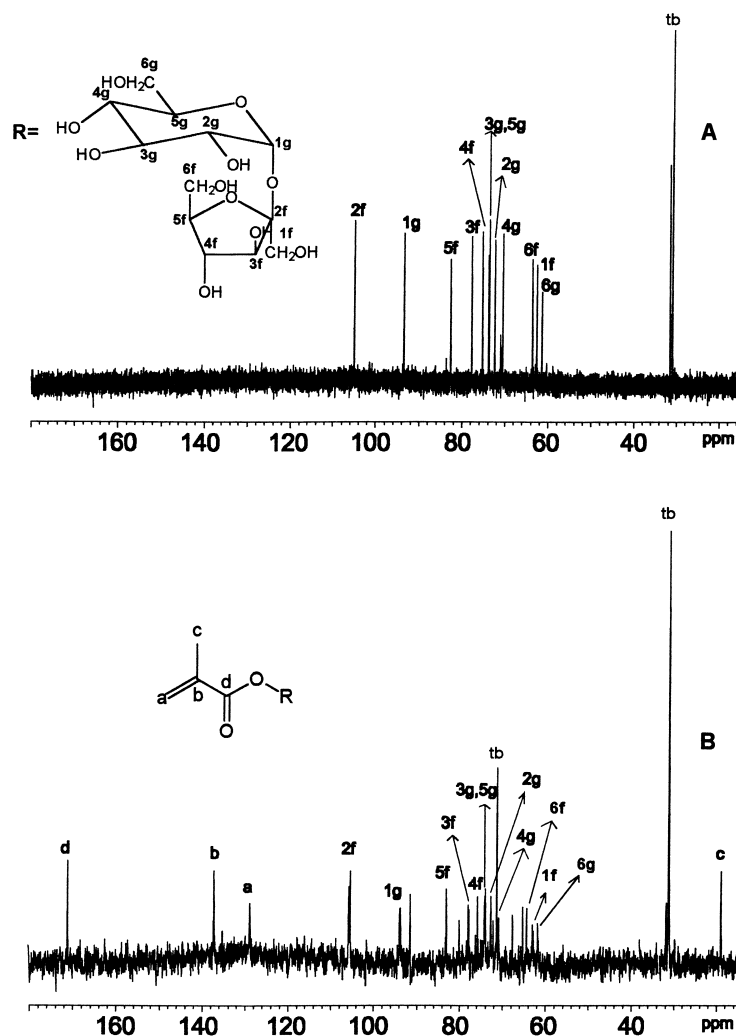 tb
6g
HOH2C
4g
O
HO
5g
2g
3g,5g
A
R=
1g
4f
HO
3g
OH
2g
6f
O
CH2OH
2f
1g
3f
4g
O
2f
5f
6f
5f
OH
1f
1f
4f
3f
CH2OH
6g
OH
160 140 120 100 80 60 40 ppm
tb
c
a
b
d
O
R
O
B
tb
2g
3g,5g
6f
3f
4g
d
b
2f
5f
4f
1f
6g
c
a
1g
160 140 120 100 80 60 40 ppm